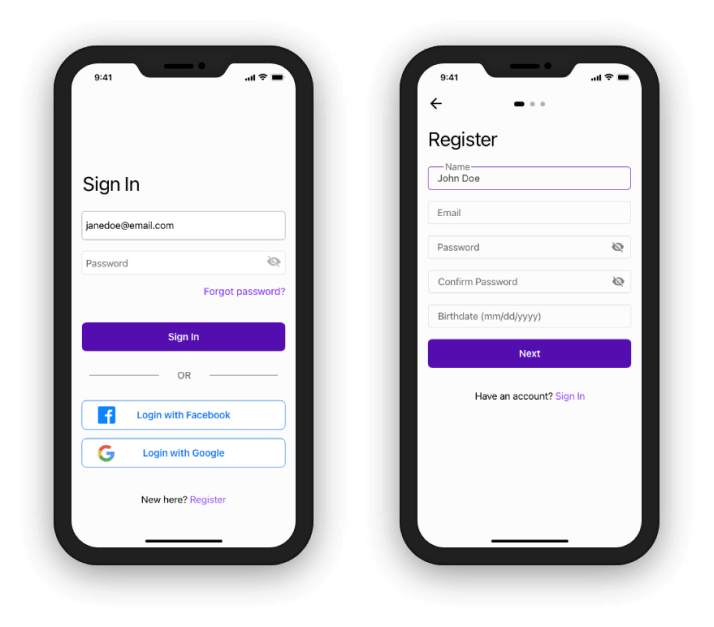 9:41
Sign In
janedoe@email.com
Password
Forgot password?
Sign In
OR
Login with Facebook
Login with Google
New here? Register
9:41
Register
Name
John Doe
Email
Password
Confirm Password
Birthdate (mm/dd/yyyy)
Next
Have an account? Sign In